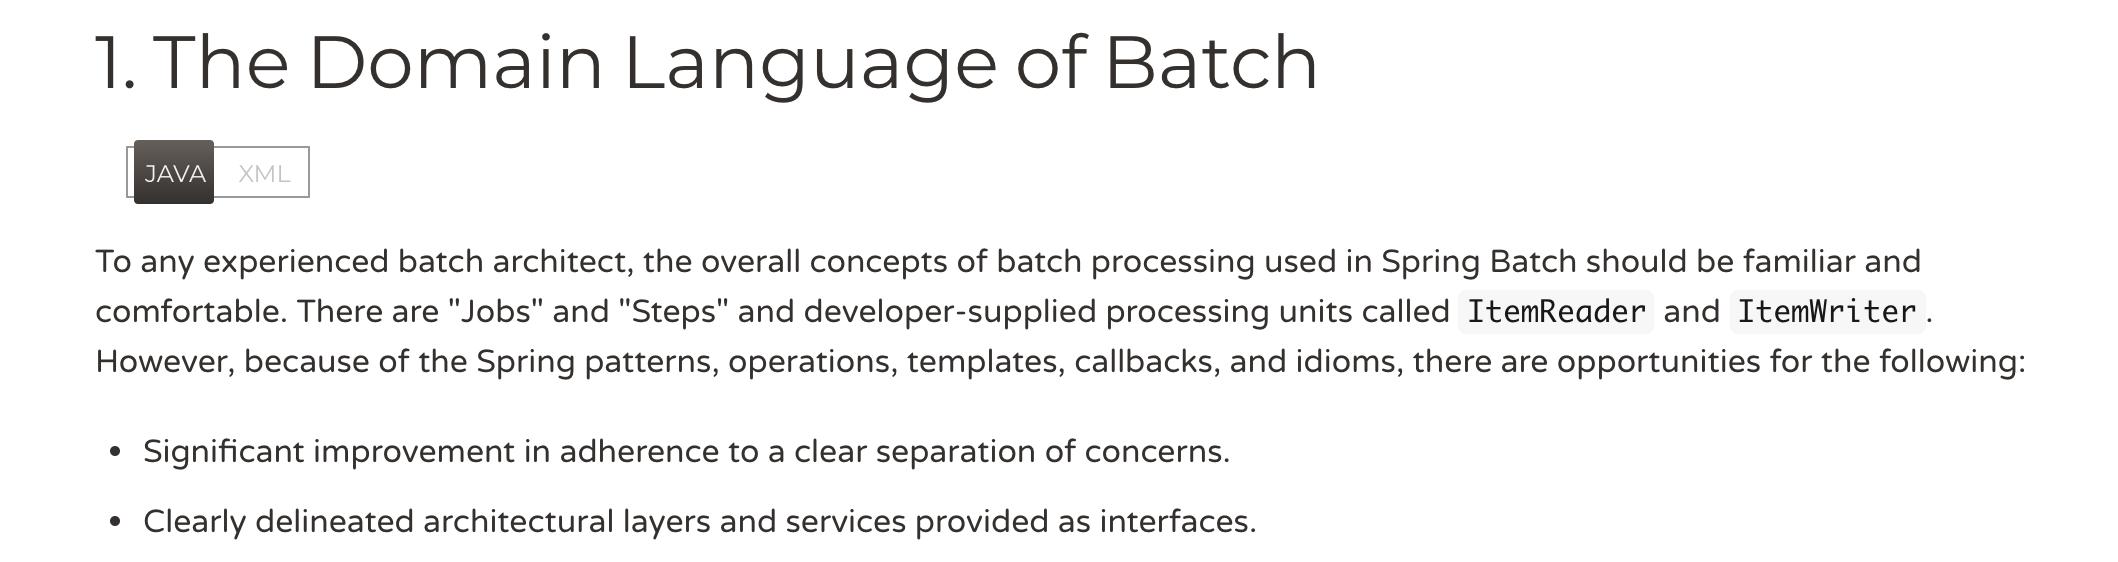 1. The Domain Language of Batch
JAVA XML
To any experienced batch architect, the overall concepts of batch processing used in Spring Batch should be familiar and
comfortable. There are "Jobs" and "Steps" and developer-supplied processing units called ItemReader and ItemWriter.
However, because of the Spring patterns, operations, templates, callbacks, and idioms, there are opportunities for the following:
• Significant improvement in adherence to a clear separation of concerns.
• Clearly delineated architectural layers and services provided as interfaces.